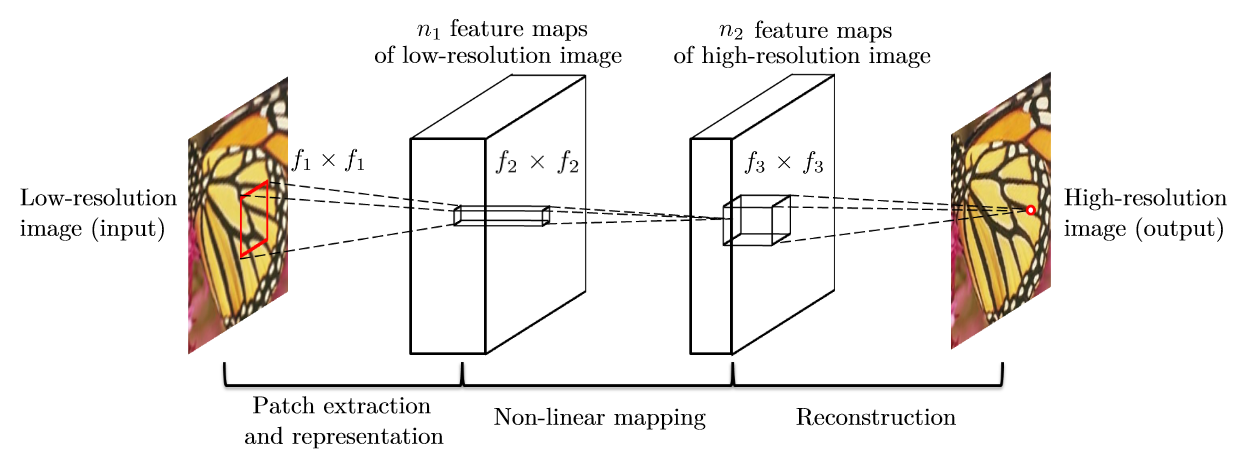 n₁ feature maps
of low-resolution image
n₂ feature maps
of high-resolution image
f₁ × f₁
f₂ × f₂
f₃ × f₃
Low-resolution
image (input)
High-resolution
image (output)
Patch extraction
and representation
Non-linear mapping
Reconstruction